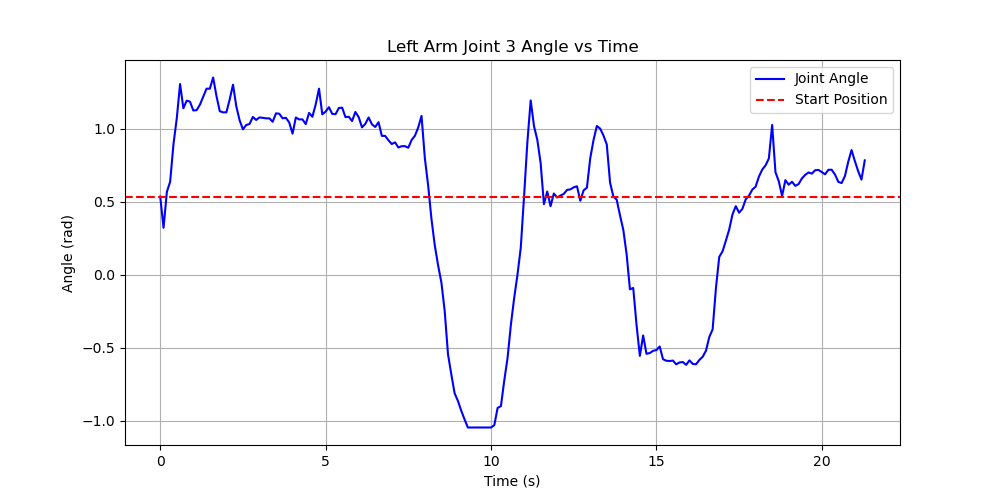 Left Arm Joint 3 Angle vs Time
Joint Angle
Start Position
Angle (rad)
1.0
0.5
0.0
−0.5
−1.0
0
5
10
15
20
Time (s)